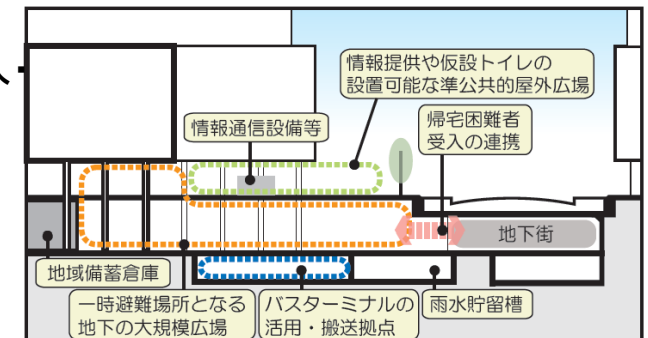 情報提供や仮設トイレの
設置可能な準公共的屋外広場
情報通信設備等
帰宅困難者
受入の連携
地下街
地域備蓄倉庫
一時避難場所となる
地下の大規模広場
バスターミナルの
活用・搬送拠点
雨水貯留槽